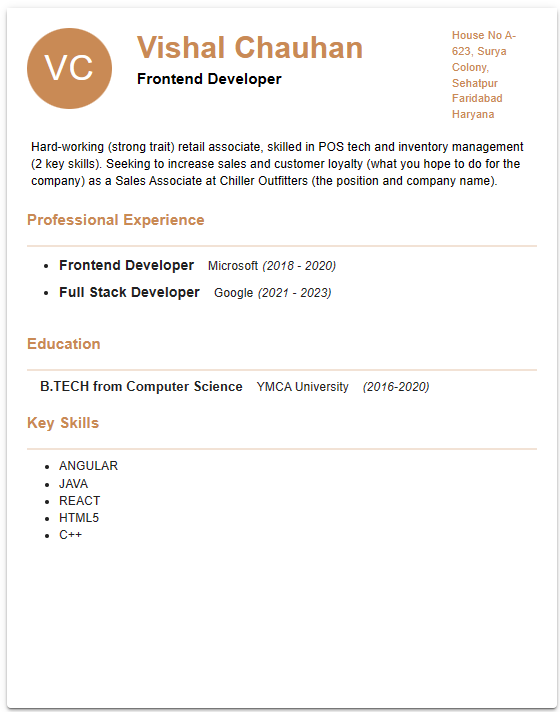 VC
Vishal Chauhan
Frontend Developer
House No A-
623, Surya
Colony,
Sehatpur
Faridabad
Haryana
Hard-working (strong trait) retail associate, skilled in POS tech and inventory management
(2 key skills). Seeking to increase sales and customer loyalty (what you hope to do for the
company) as a Sales Associate at Chiller Outfitters (the position and company name).
Professional Experience
Frontend Developer Microsoft (2018 - 2020)
Full Stack Developer Google (2021 - 2023)
Education
B.TECH from Computer Science YMCA University (2016-2020)
Key Skills
ANGULAR
JAVA
REACT
HTML5
C++